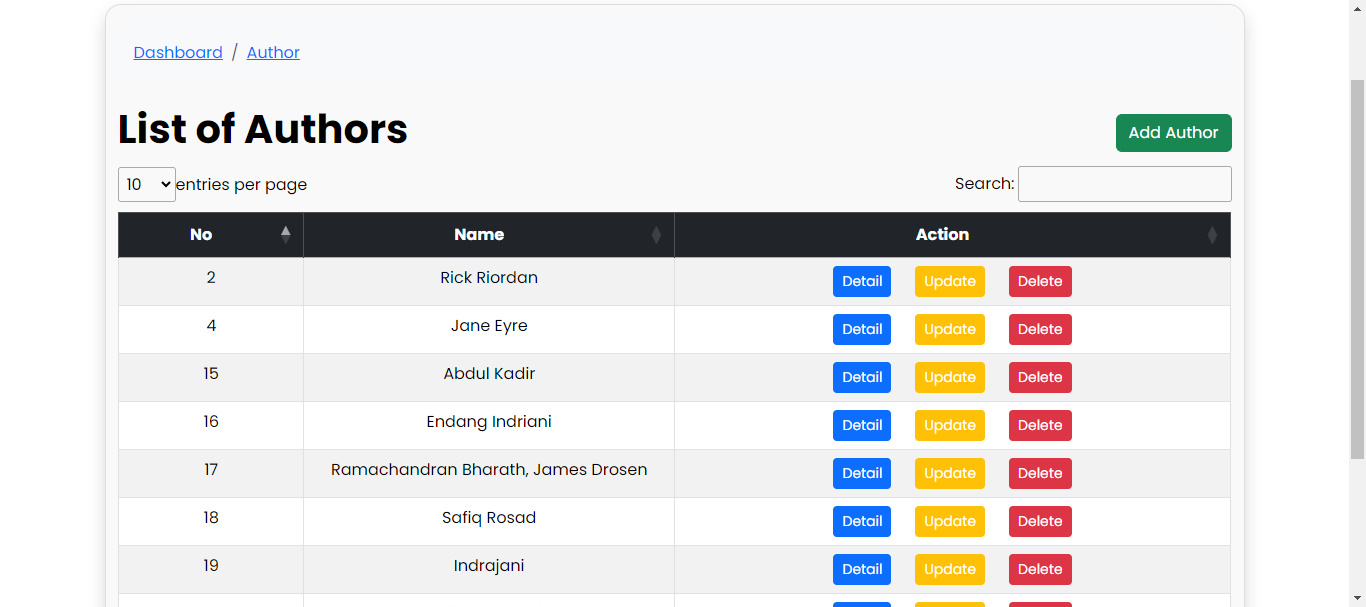 Dashboard / Author
List of Authors
Add Author
10 entries per page
Search:
No Name Action
2 Rick Riordan Detail Update Delete
4 Jane Eyre Detail Update Delete
15 Abdul Kadir Detail Update Delete
16 Endang Indriani Detail Update Delete
17 Ramachandran Bharath, James Drosen Detail Update Delete
18 Safiq Rosad Detail Update Delete
19 Indrajani Detail Update Delete